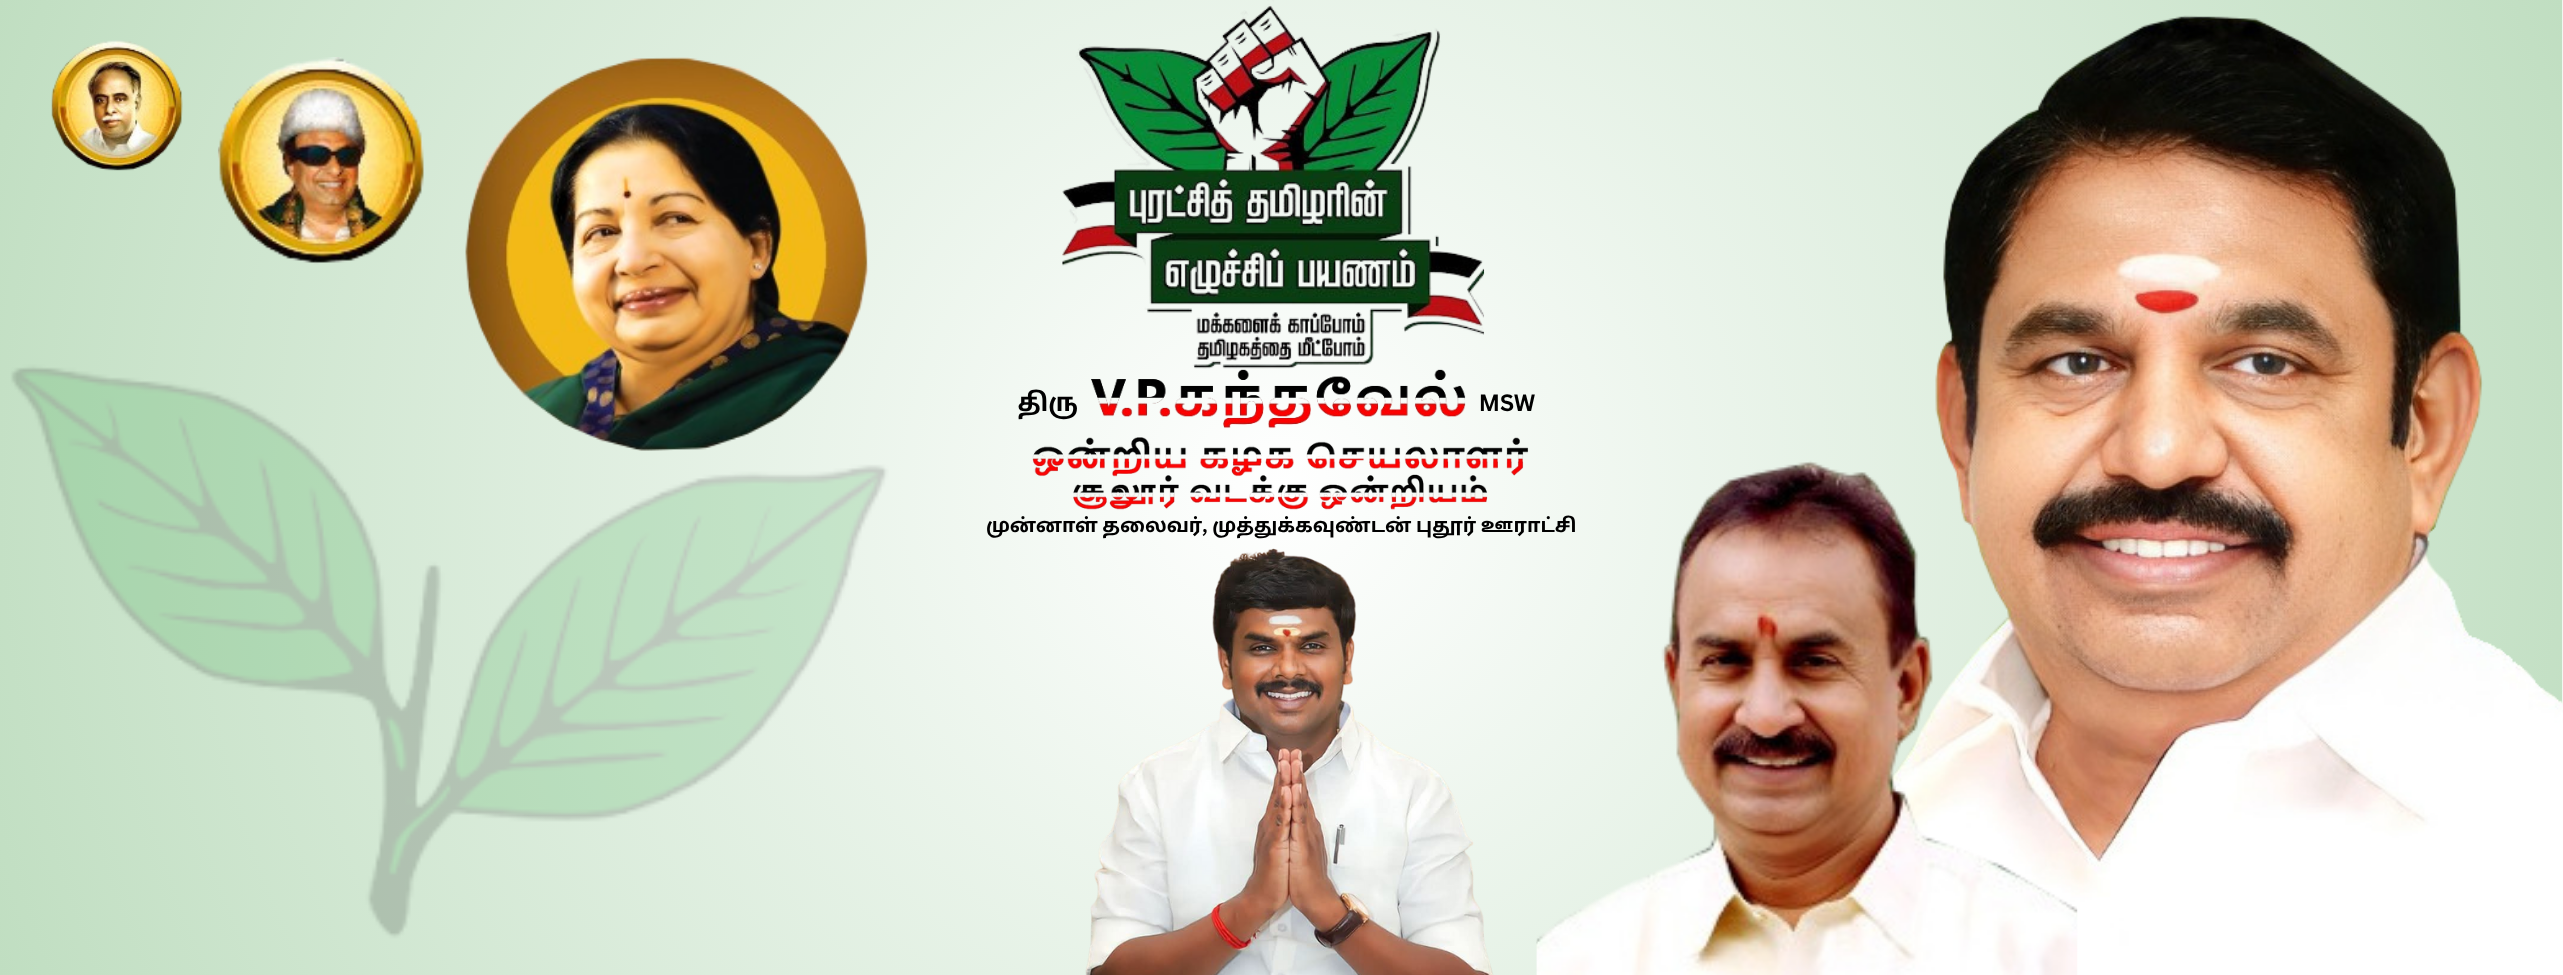 புரட்சித் தமிழரின்
எழுச்சிப் பயணம்
மக்களைக் காப்போம்
தமிழகத்தை மீட்போம்
திரு V.P.கந்தவேல் MSW
ஒன்றிய கழக செயலாளர்
சூலூர் வடக்கு ஒன்றியம்
முன்னாள் தலைவர், முத்துக்கவுண்டன் புதூர் ஊராட்சி